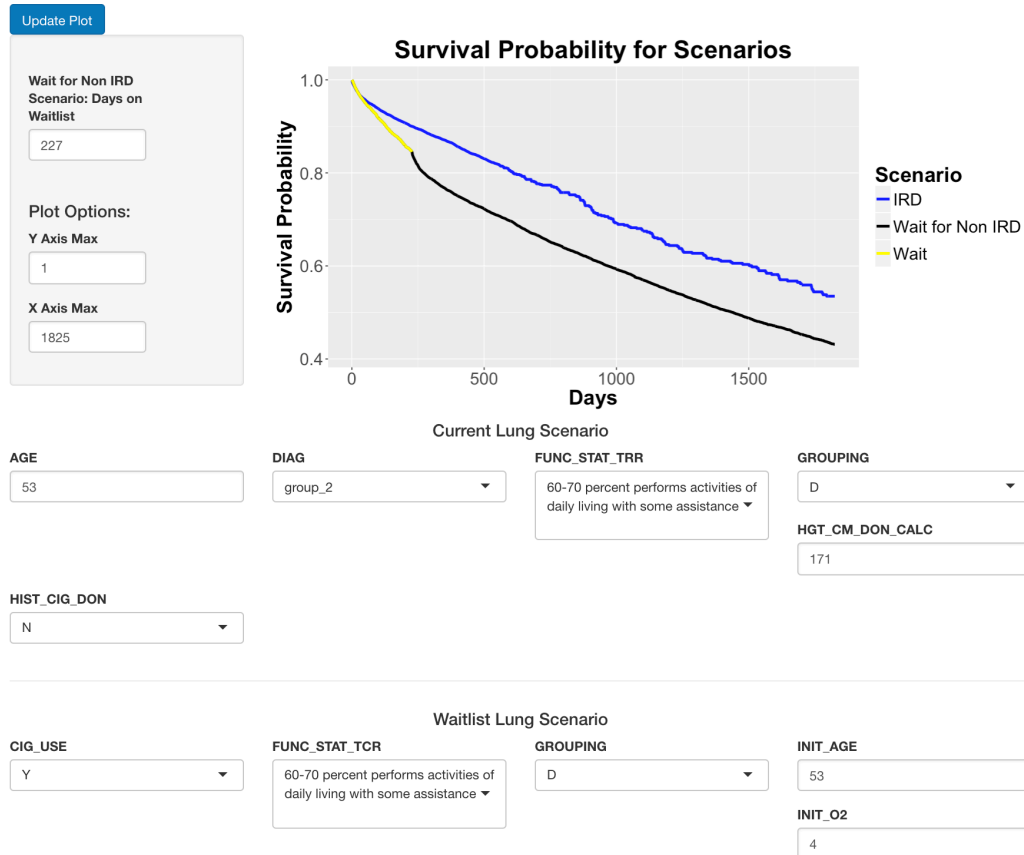 Update Plot
Wait for Non IRD
Scenario: Days on
Waitlist
227
Plot Options:
Y Axis Max
1
X Axis Max
1825
Survival Probability for Scenarios
Survival Probability
1.0
0.8
0.6
0.4
0
500
1000
1500
Days
Scenario
IRD
Wait for Non IRD
Wait
Current Lung Scenario
AGE
53
DIAG
group_2
FUNC_STAT_TRR
60-70 percent performs activities of
daily living with some assistance
GROUPING
D
HGT_CM_DON_CALC
171
HIST_CIG_DON
N
Waitlist Lung Scenario
CIG_USE
Y
FUNC_STAT_TCR
60-70 percent performs activities of
daily living with some assistance
GROUPING
D
INIT_AGE
53
INIT_O2
4